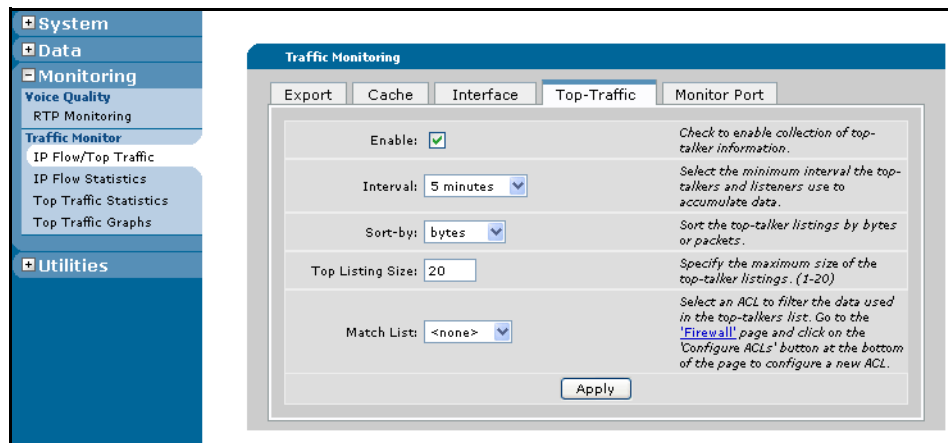 System
Data
Monitoring
Voice Quality
RTP Monitoring
Traffic Monitor
IP Flow/Top Traffic
IP Flow Statistics
Top Traffic Statistics
Top Traffic Graphs
Utilities
Traffic Monitoring
Export Cache Interface Top-Traffic Monitor Port
Enable:
Check to enable collection of top-
talker information.
Interval: 5 minutes
Select the minimum interval the top-
talkers and listeners use to
accumulate data.
Sort-by: bytes
Sort the top-talker listings by bytes
or packets.
Top Listing Size: 20
Specify the maximum size of the
top-talker listings. (1-20)
Match List: <none>
Select an ACL to filter the data used
in the top-talkers list. Go to the
'Firewall' page and click on the
'Configure ACLs' button at the bottom
of the page to configure a new ACL.
Apply